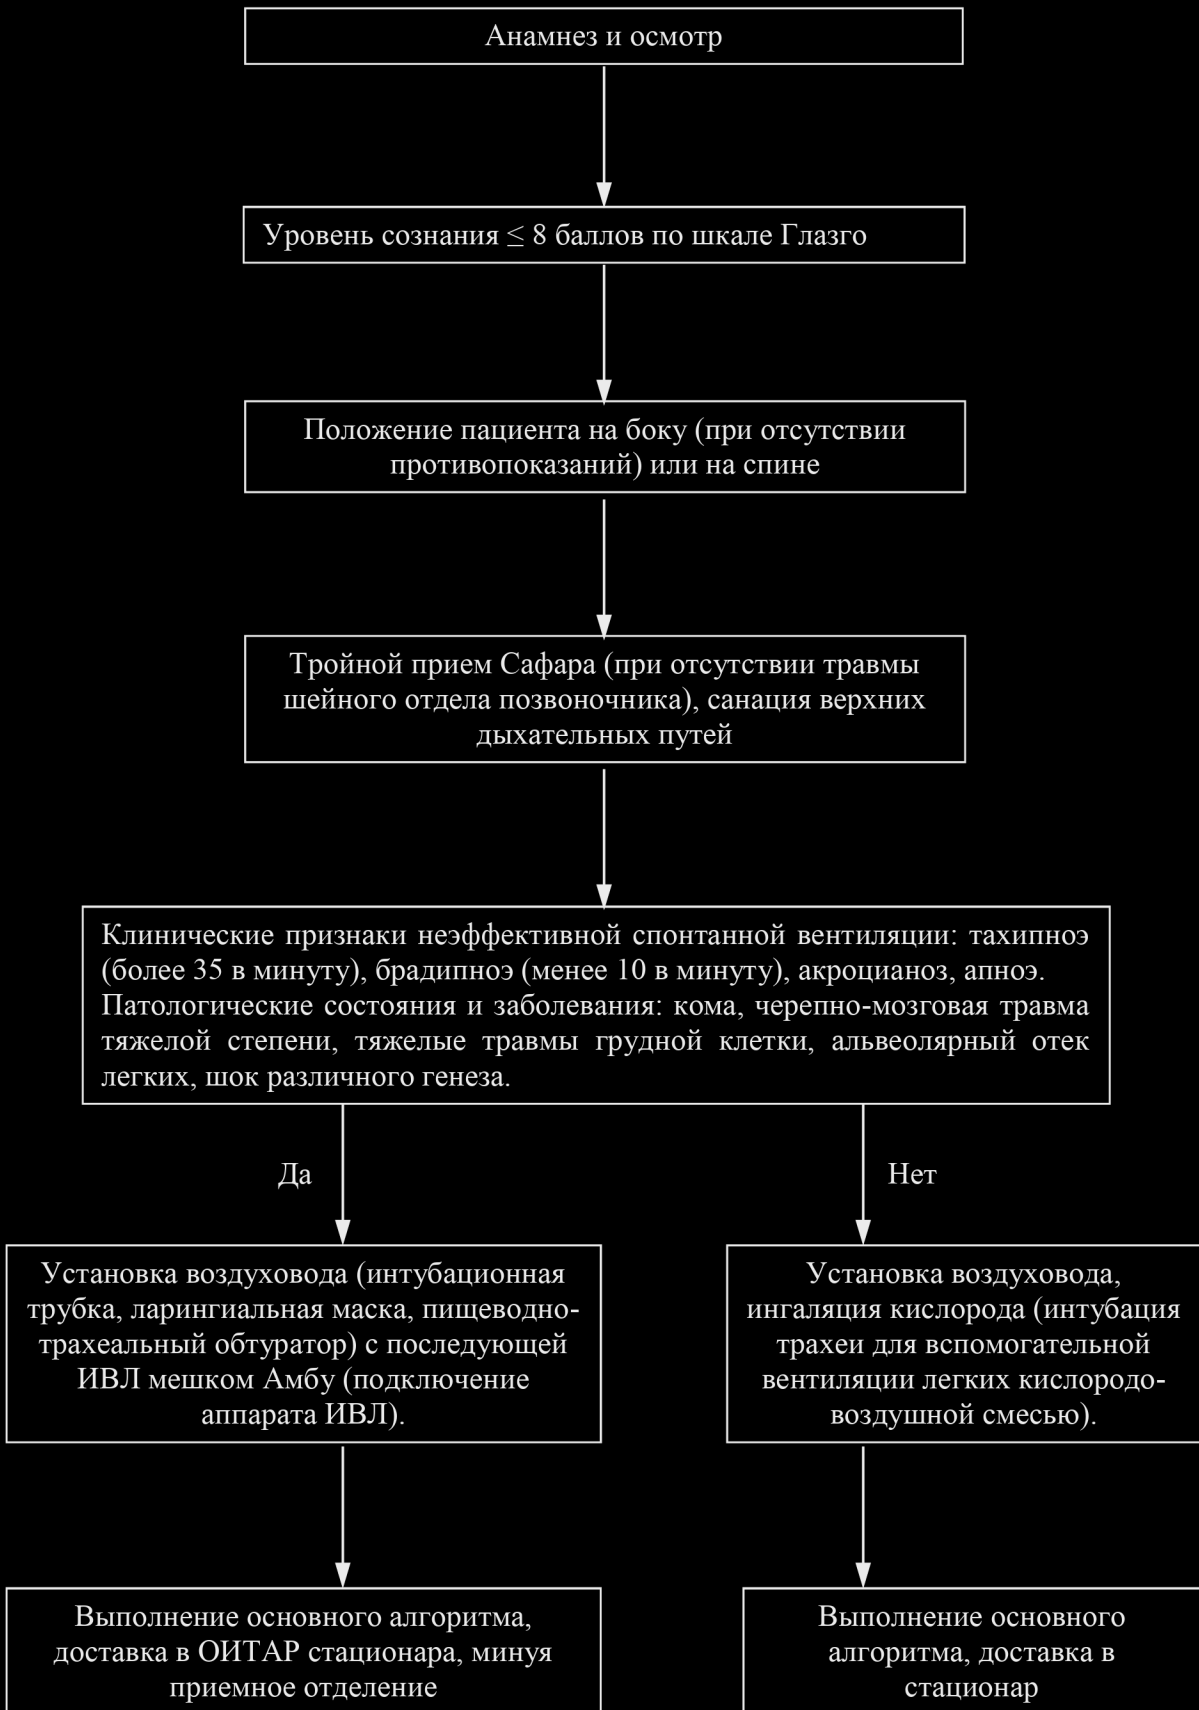 Анамнез и осмотр
Уровень сознания ≤ 8 баллов по шкале Глазго
Положение пациента на боку (при отсутствии
противопоказаний) или на спине
Тройной прием Сафара (при отсутствии травмы
шейного отдела позвоночника), санация верхних
дыхательных путей
Клинические признаки неэффективной спонтанной вентиляции: тахипноэ
(более 35 в минуту), брадипноэ (менее 10 в минуту), акроцианоз, апноэ.
Патологические состояния и заболевания: кома, черепно-мозговая травма
тяжелой степени, тяжелые травмы грудной клетки, альвеолярный отек
легких, шок различного генеза.
Да
Нет
Установка воздуховода (интубационная
трубка, ларингиальная маска, пищеводно-
трахеальный обтуратор) с последующей
ИВЛ мешком Амбу (подключение
аппарата ИВЛ).
Установка воздуховода,
ингаляция кислорода (интубация
трахеи для вспомогательной
вентиляции легких кислородо-
воздушной смесью).
Выполнение основного алгоритма,
доставка в ОИТАР стационара, минуя
приемное отделение
Выполнение основного
алгоритма, доставка в
стационар